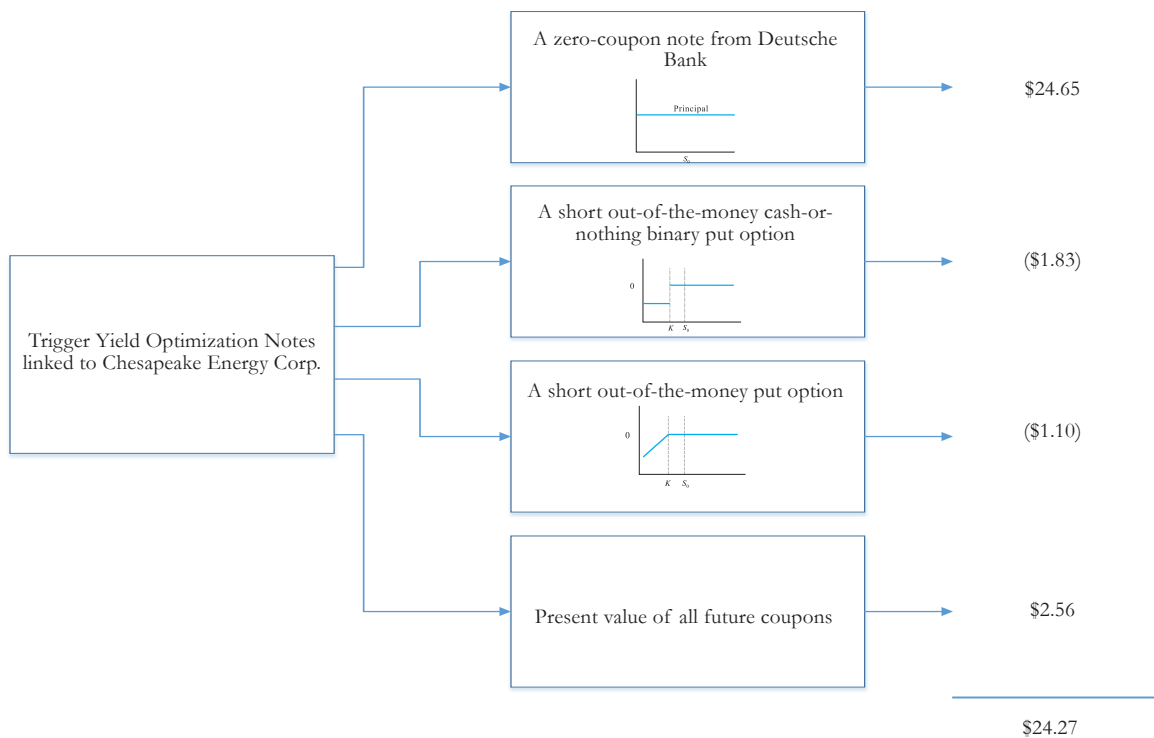 A zero-coupon note from Deutsche
Bank
Principal
S₀
$24.65
A short out-of-the-money cash-or-
nothing binary put option
0
K
S₀
($1.83)
Trigger Yield Optimization Notes
linked to Chesapeake Energy Corp.
A short out-of-the-money put option
0
K
S₀
($1.10)
Present value of all future coupons
$2.56
$24.27